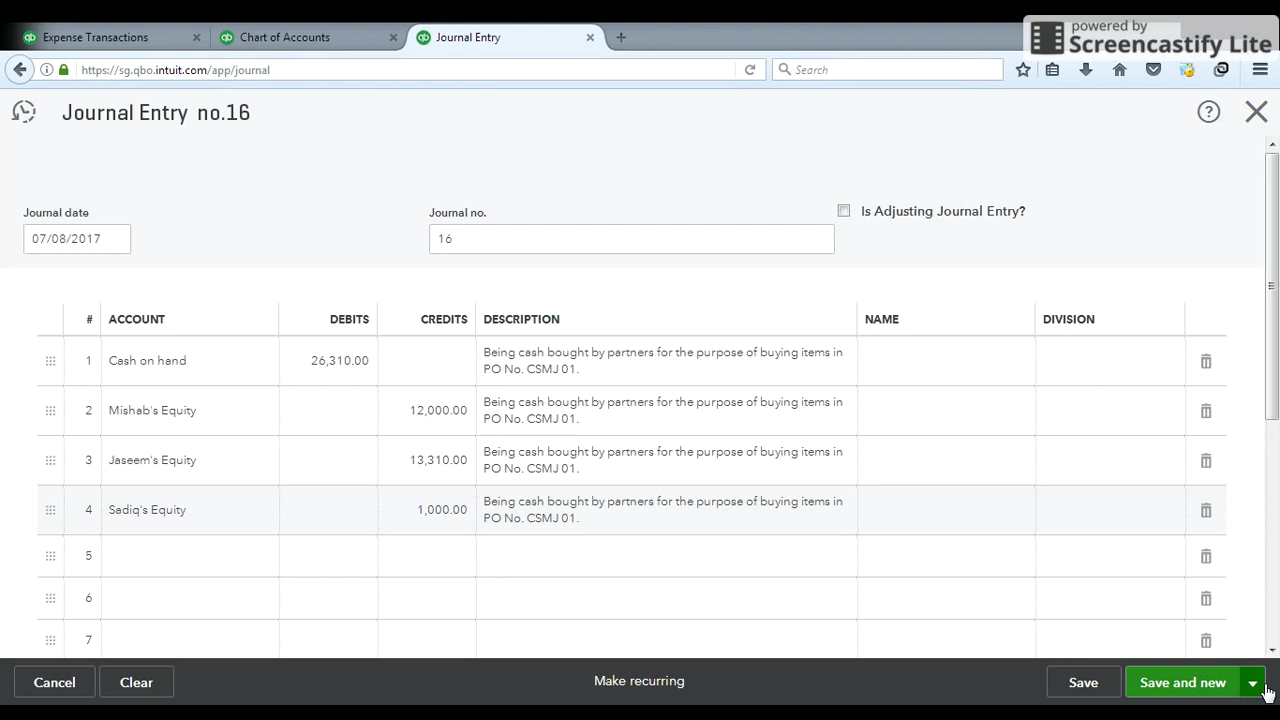 powered by
Screencastify Lite
Expense Transactions × Chart of Accounts × Journal Entry × +
https://sg.qbo.intuit.com/app/journal Search
Journal Entry no.16 ?
Journal date Journal no. Is Adjusting Journal Entry?
07/08/2017 16
# ACCOUNT DEBITS CREDITS DESCRIPTION NAME DIVISION
1 Cash on hand 26,310.00 Being cash bought by partners for the purpose of buying items in
PO No. CSMJ 01.
2 Mishab's Equity 12,000.00 Being cash bought by partners for the purpose of buying items in
PO No. CSMJ 01.
3 Jaseem's Equity 13,310.00 Being cash bought by partners for the purpose of buying items in
PO No. CSMJ 01.
4 Sadiq's Equity 1,000.00 Being cash bought by partners for the purpose of buying items in
PO No. CSMJ 01.
5
6
7
Cancel Clear Make recurring Save Save and new